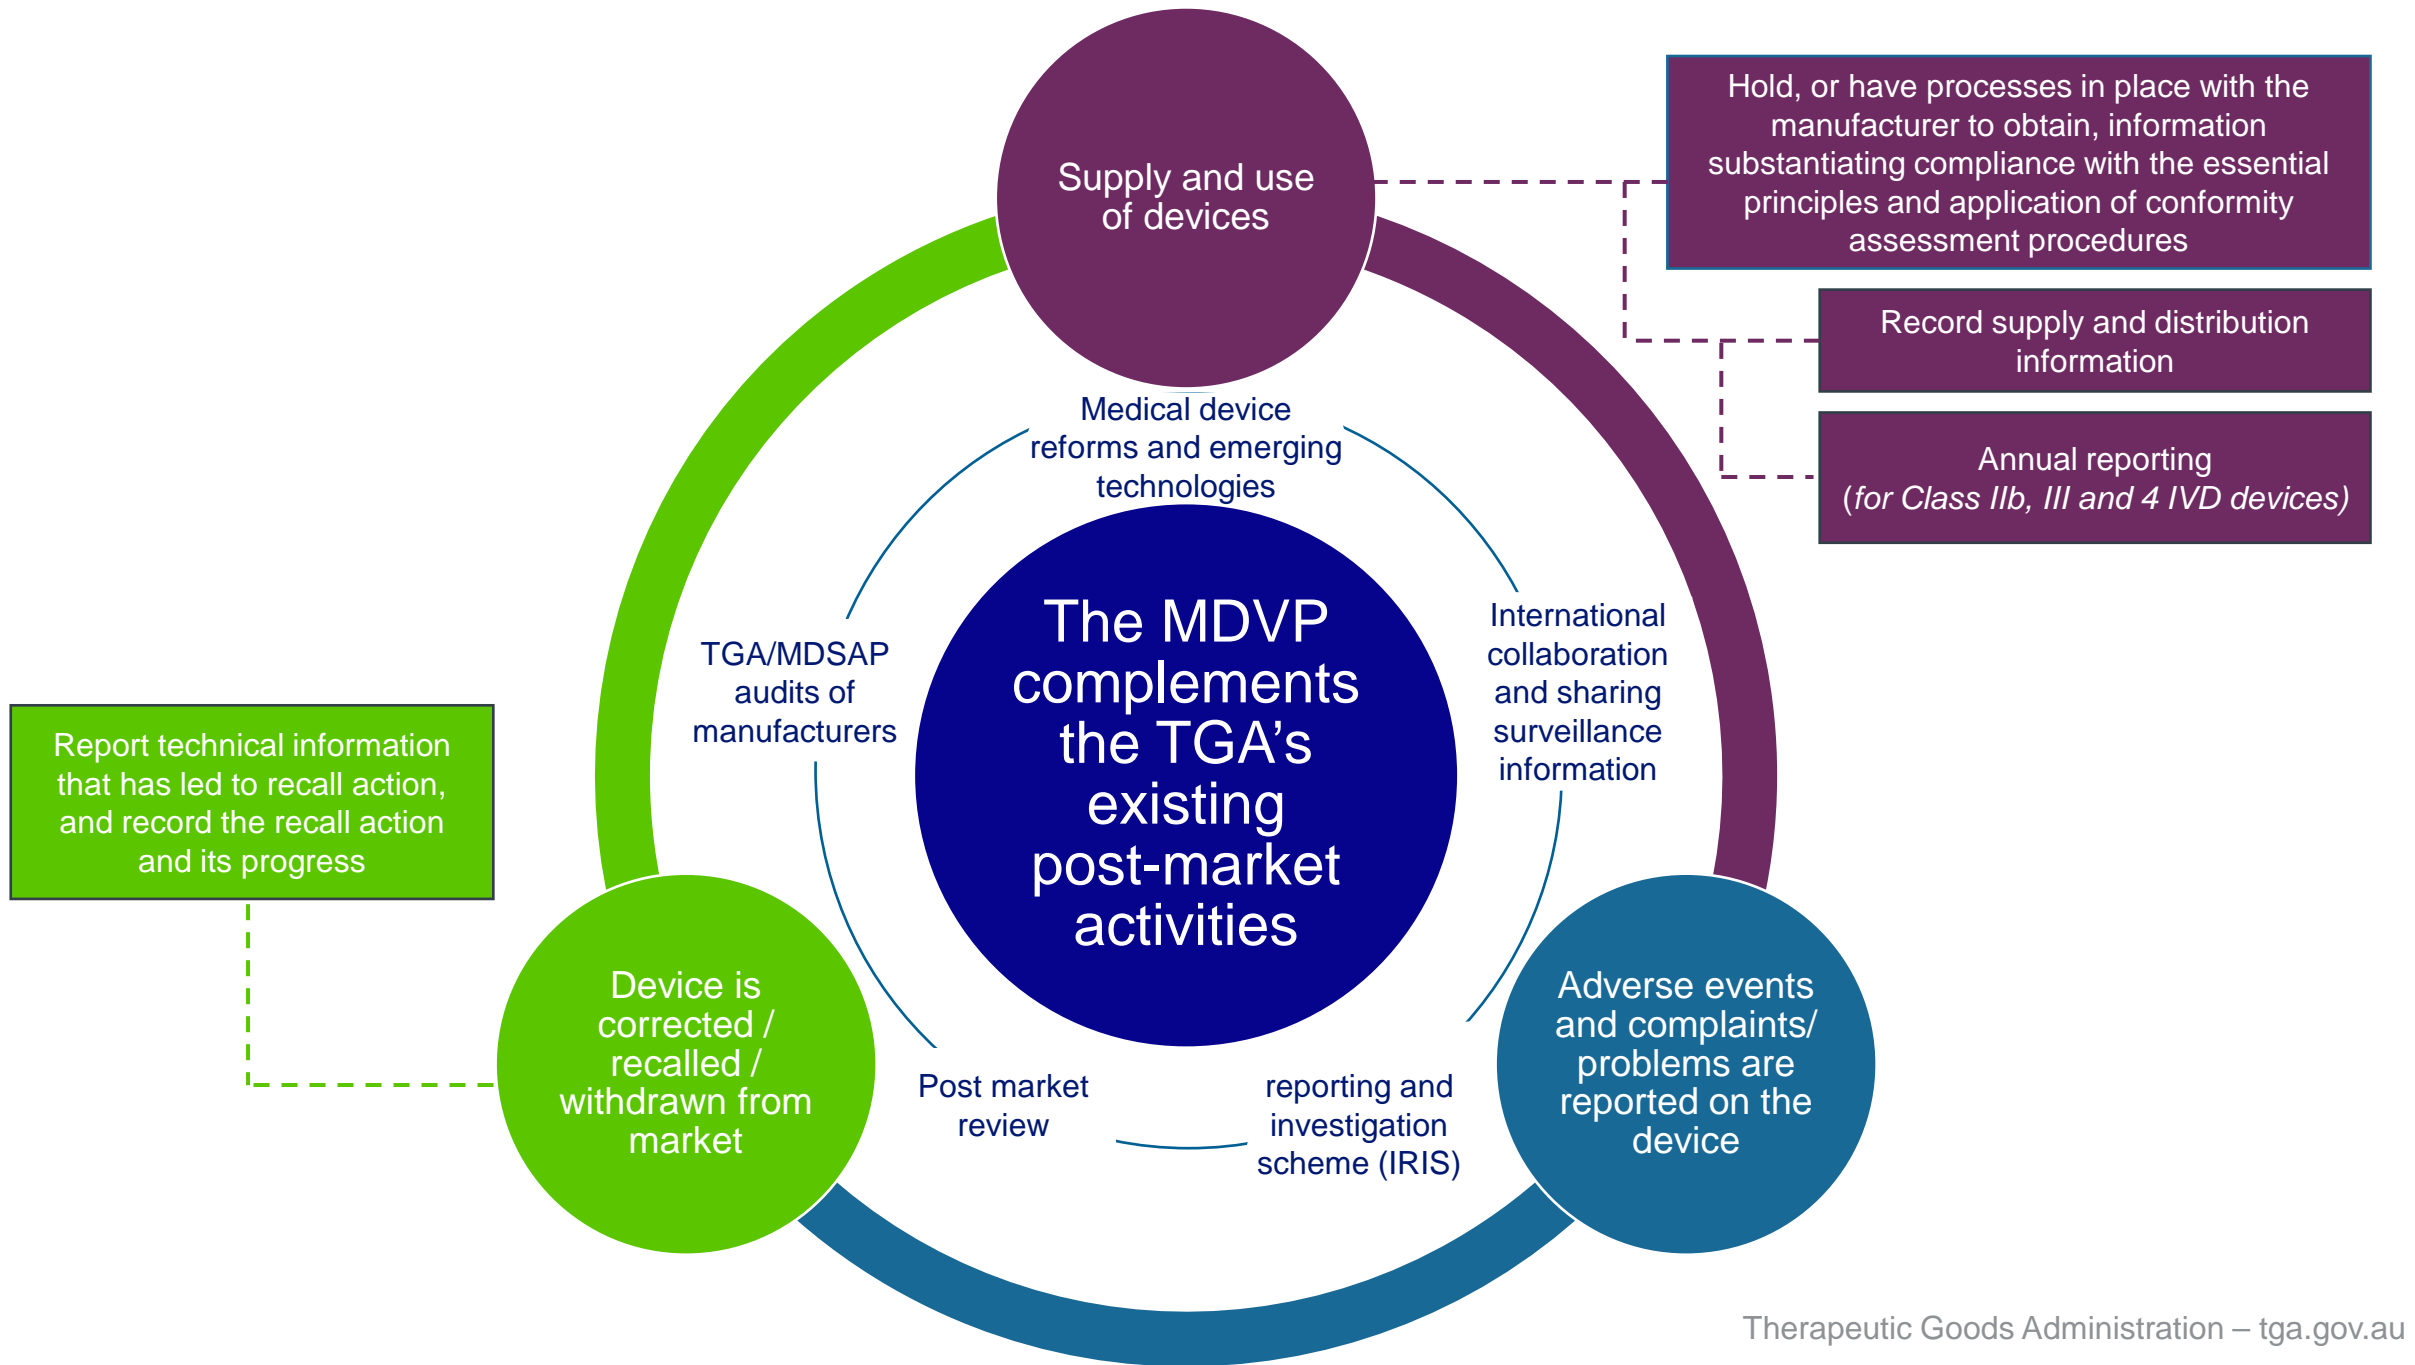 Supply and use
of devices
Hold, or have processes in place with the
manufacturer to obtain, information
substantiating compliance with the essential
principles and application of conformity
assessment procedures
Record supply and distribution
information
Annual reporting
(for Class IIb, III and 4 IVD devices)
Medical device
reforms and emerging
technologies
International
collaboration
and sharing
surveillance
information
TGA/MDSAP
audits of
manufacturers
The MDVP
complements
the TGA’s
existing
post-market
activities
Report technical information
that has led to recall action,
and record the recall action
and its progress
Device is
corrected /
recalled /
withdrawn from
market
Post market
review
reporting and
investigation
scheme (IRIS)
Adverse events
and complaints/
problems are
reported on the
device
Therapeutic Goods Administration – tga.gov.au